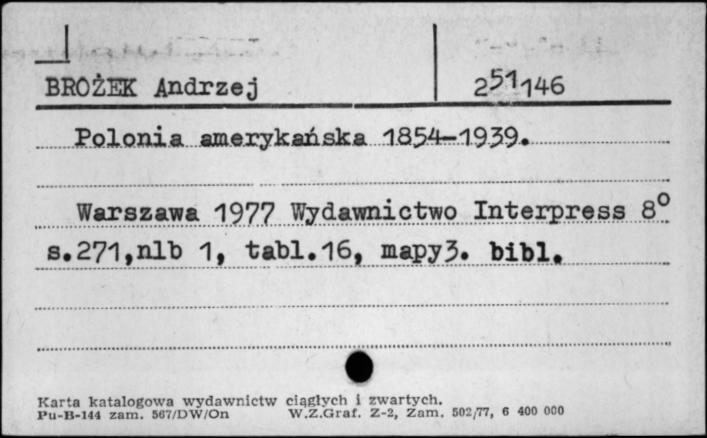 BROŻEK Andrzej 251146
Polonia amerykańska 1854-1939.
Warszawa 1977 Wydawnictwo Interpress 8°
s.271,nlb 1, tabl.16, mapy3. bibl.
Karta katalogowa wydawnictw ciągłych i zwartych.
Pu-B-144 zam. 567/DW/On W.Z.Graf. Z-2, Zam. 502/77, 6 400 000